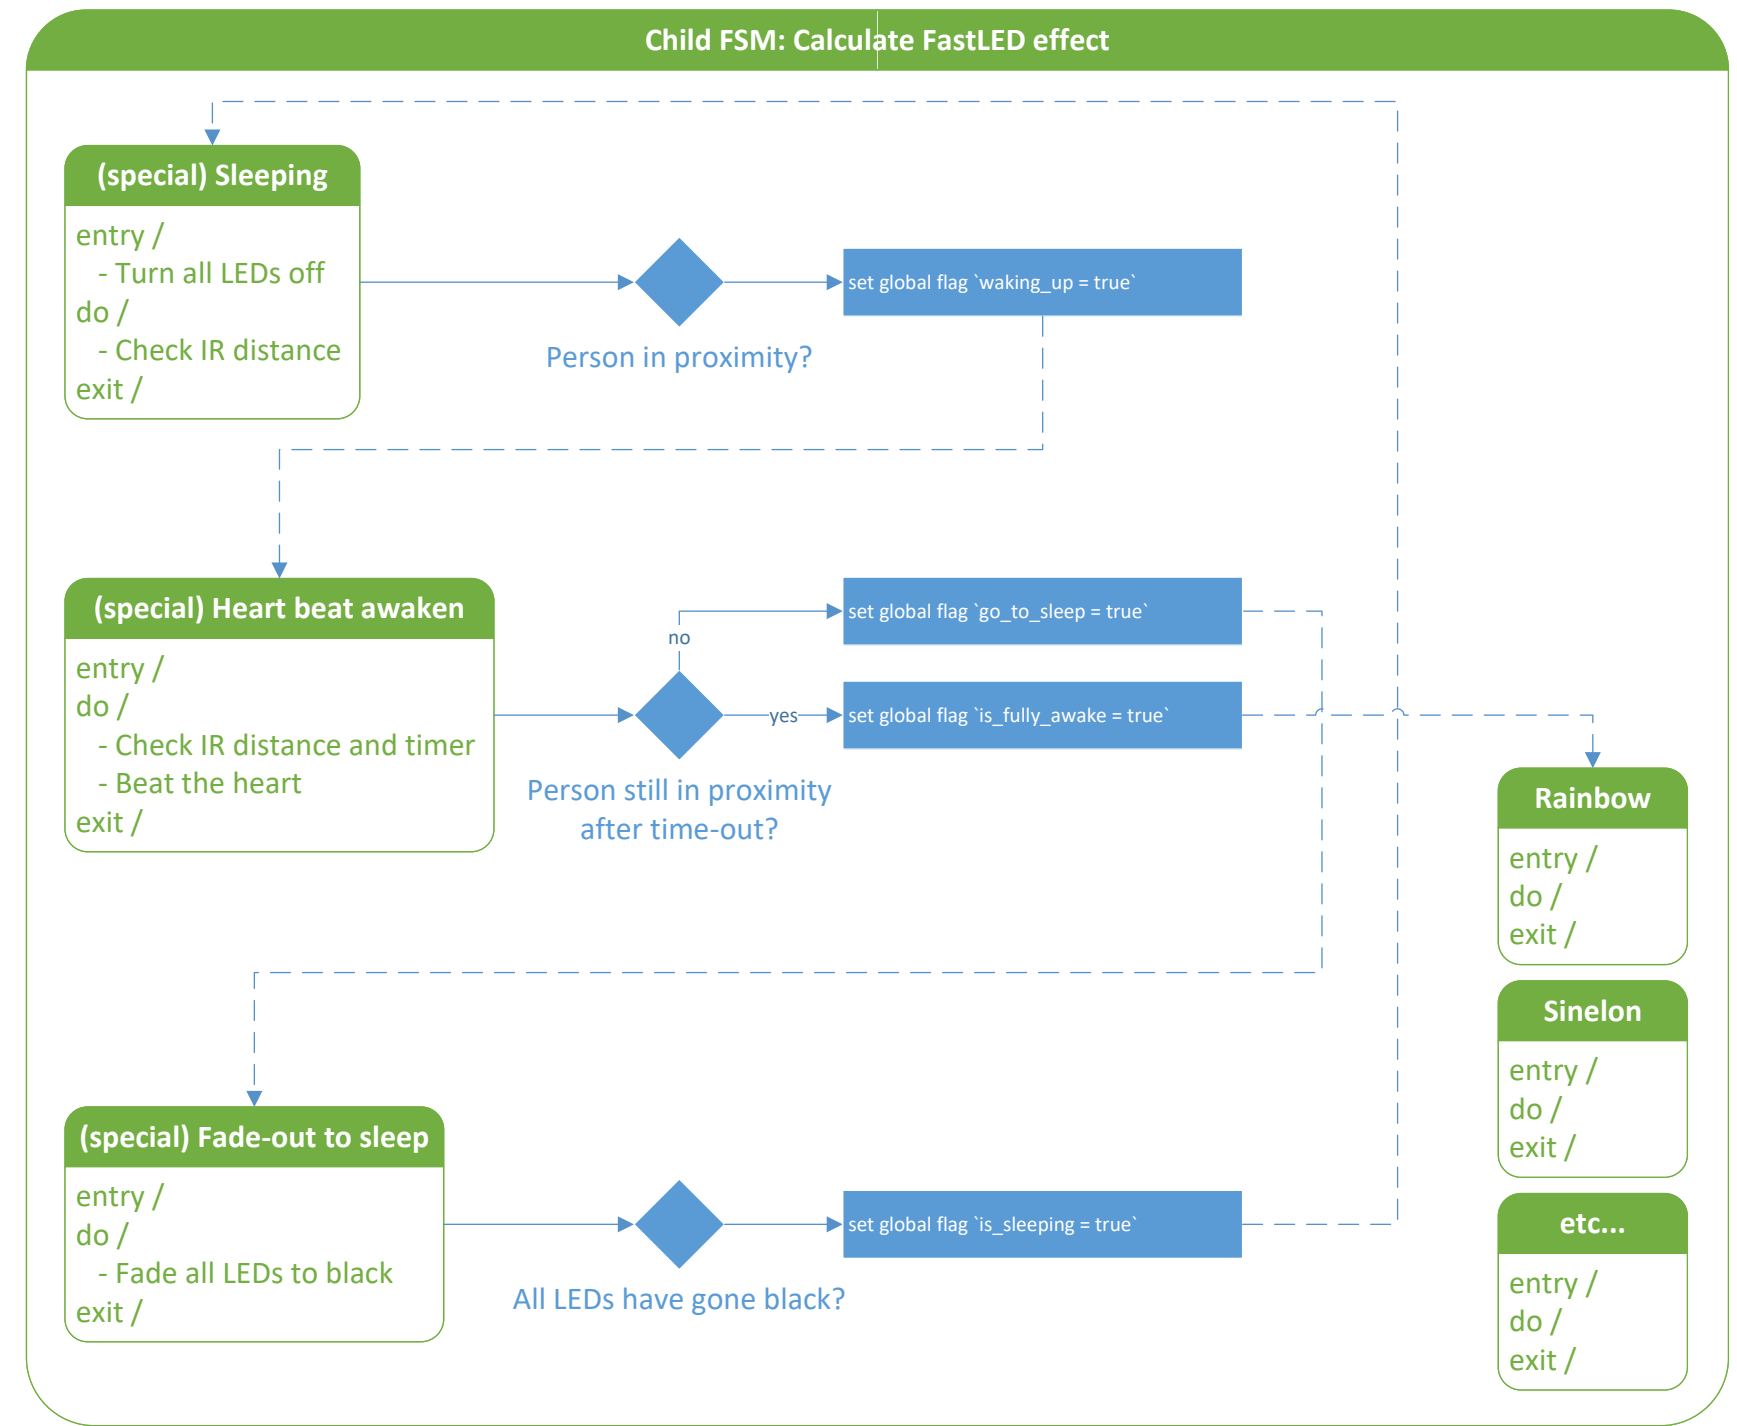 Child FSM: Calculate FastLED effect
(special) Sleeping
entry /
- Turn all LEDs off
do /
- Check IR distance
exit /
Person in proximity?
set global flag `waking_up = true`
(special) Heart beat awaken
entry /
do /
- Check IR distance and timer
- Beat the heart
exit /
no
yes
Person still in proximity
after time-out?
set global flag `go_to_sleep = true`
set global flag `is_fully_awake = true`
Rainbow
entry /
do /
exit /
Sinelon
entry /
do /
exit /
etc...
entry /
do /
exit /
(special) Fade-out to sleep
entry /
do /
- Fade all LEDs to black
exit /
All LEDs have gone black?
set global flag `is_sleeping = true`